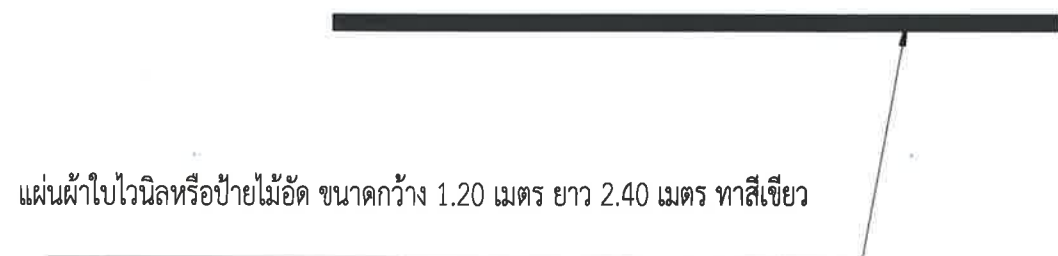 แผ่นผ้าใบไวนิลหรือป้ายไม้อัด ขนาดกว้าง 1.20 เมตร ยาว 2.40 เมตร ทาสีเขียว